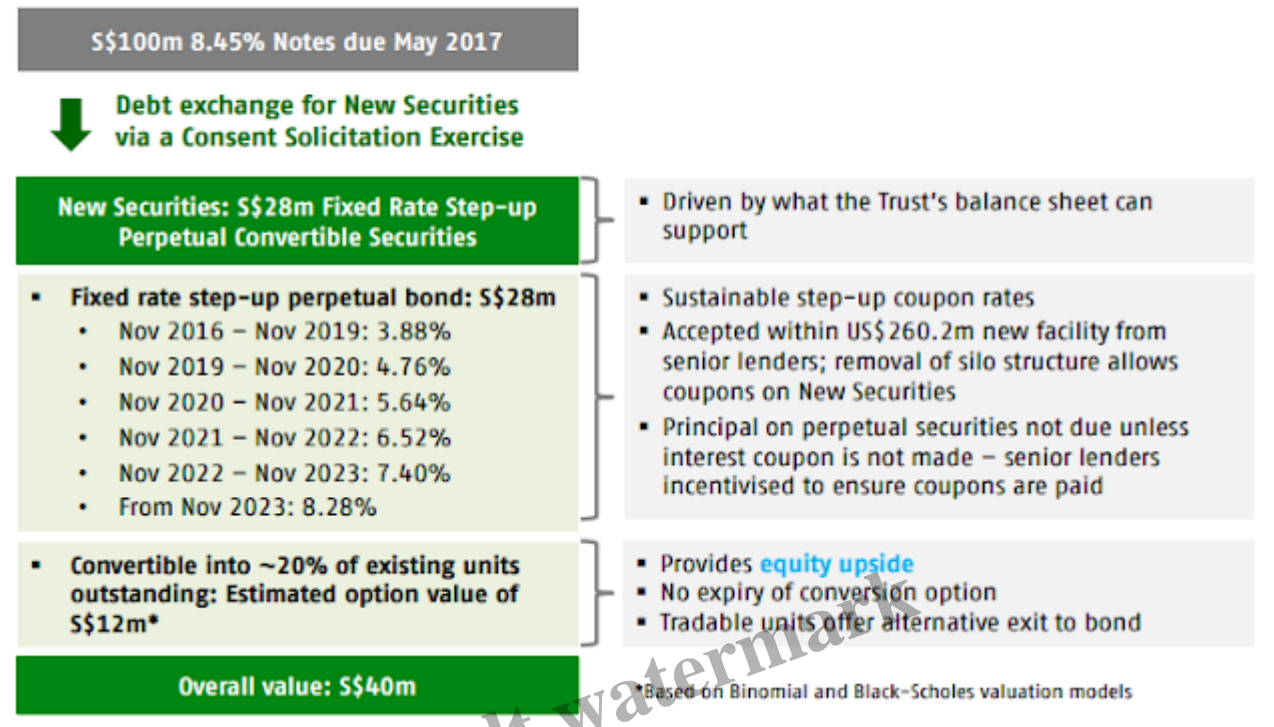 S$100m 8.45% Notes due May 2017
Debt exchange for New Securities
via a Consent Solicitation Exercise
New Securities: S$28m Fixed Rate Step-up
Perpetual Convertible Securities
▪ Driven by what the Trust's balance sheet can
support
▪ Fixed rate step-up perpetual bond: S$28m
• Nov 2016 – Nov 2019: 3.88%
• Nov 2019 – Nov 2020: 4.76%
• Nov 2020 – Nov 2021: 5.64%
• Nov 2021 – Nov 2022: 6.52%
• Nov 2022 – Nov 2023: 7.40%
• From Nov 2023: 8.28%
▪ Sustainable step-up coupon rates
▪ Accepted within US$260.2m new facility from
senior lenders; removal of silo structure allows
coupons on New Securities
▪ Principal on perpetual securities not due unless
interest coupon is not made – senior lenders
incentivised to ensure coupons are paid
▪ Convertible into ~20% of existing units
outstanding: Estimated option value of
S$12m*
▪ Provides equity upside
▪ No expiry of conversion option
▪ Tradable units offer alternative exit to bond
Overall value: S$40m
*Based on Binomial and Black-Scholes valuation models
watermark